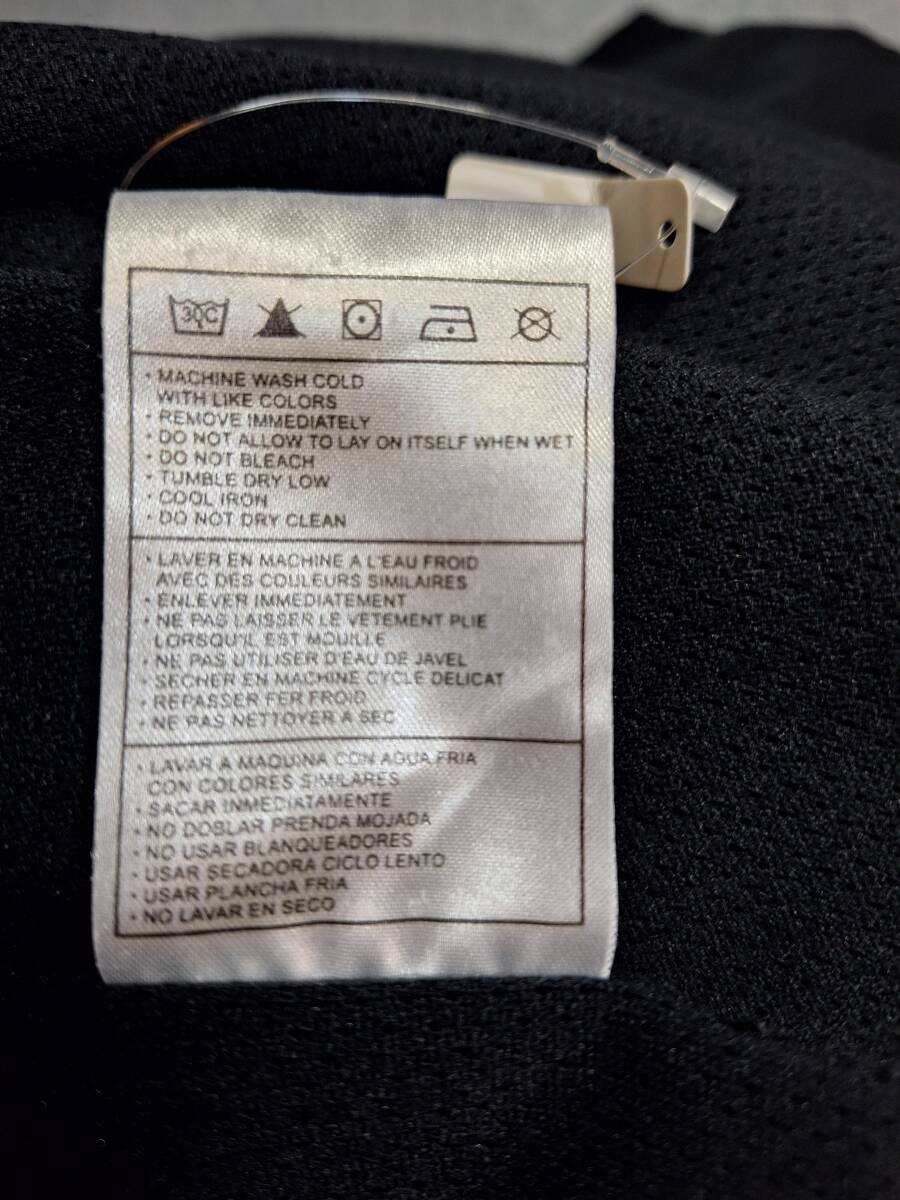 30C
• MACHINE WASH COLD
WITH LIKE COLORS
• REMOVE IMMEDIATELY
• DO NOT ALLOW TO LAY ON ITSELF WHEN WET
• DO NOT BLEACH
• TUMBLE DRY LOW
• COOL IRON
• DO NOT DRY CLEAN
• LAVER EN MACHINE A L'EAU FROID
AVEC DES COULEURS SIMILAIRES
• ENLEVER IMMEDIATEMENT
• NE PAS LAISSER LE VETEMENT PLIE
LORSQU'IL EST MOUILLE
• NE PAS UTILISER D'EAU DE JAVEL
• SECHER EN MACHINE CYCLE DELICAT
• REPASSER FER FROID
• NE PAS NETTOYER A SEC
• LAVAR A MAQUINA CON AGUA FRIA
CON COLORES SIMILARES
• SACAR INMEDIATAMENTE
• NO DOBLAR PRENDA MOJADA
• NO USAR BLANQUEADORES
• USAR SECADORA CICLO LENTO
• USAR PLANCHA FRIA
• NO LAVAR EN SECO